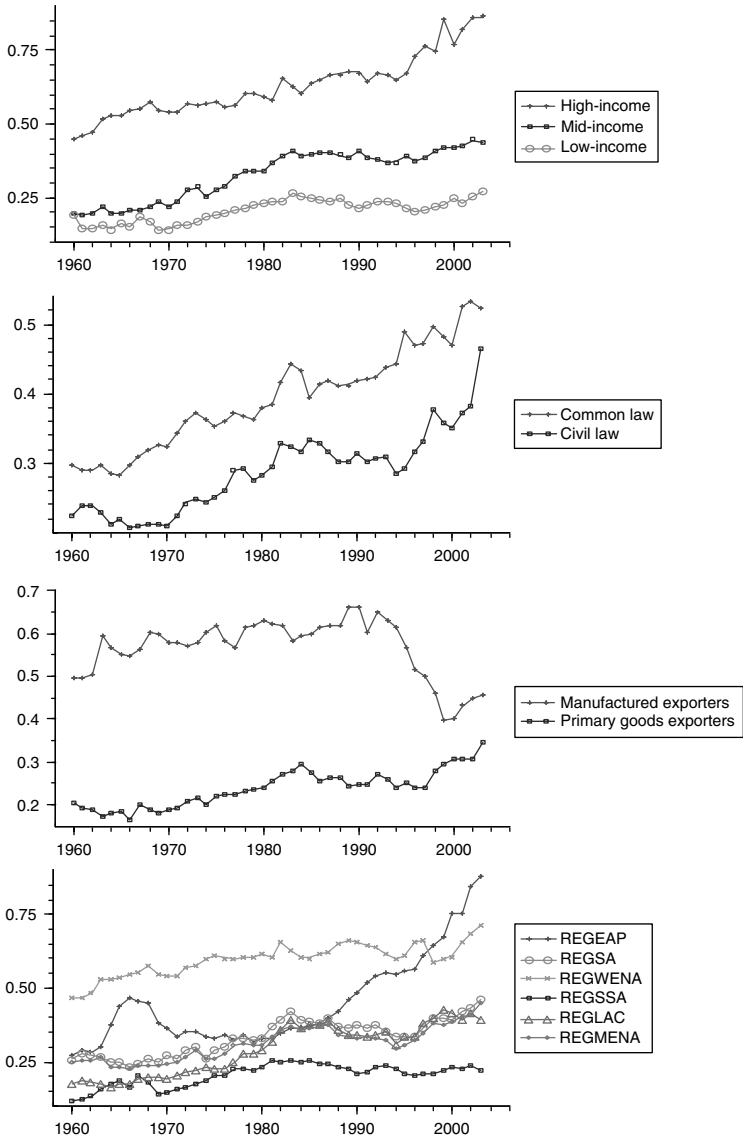 0.75
0.50
0.25
1960 1970 1980 1990 2000
High-income
Mid-income
Low-income
0.5
0.4
0.3
1960 1970 1980 1990 2000
Common law
Civil law
0.7
0.6
0.5
0.4
0.3
0.2
1960 1970 1980 1990 2000
Manufactured exporters
Primary goods exporters
0.75
0.50
0.25
1960 1970 1980 1990 2000
REGEAP
REGSA
REGWENA
REGSSA
REGLAC
REGMENA